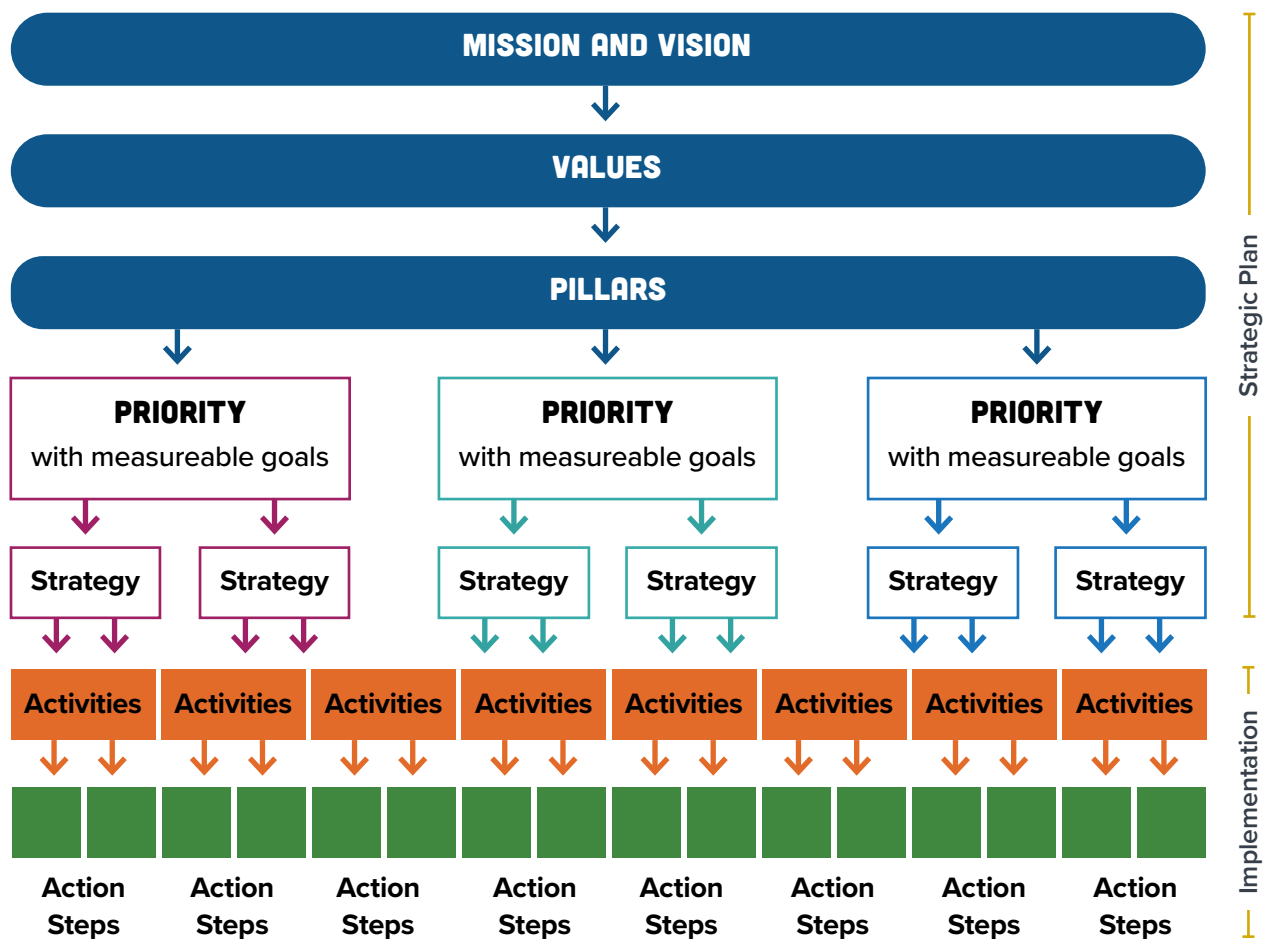 MISSION AND VISION
VALUES
PILLARS
PRIORITY
with measureable goals
PRIORITY
with measureable goals
PRIORITY
with measureable goals
Strategy
Strategy
Strategy
Strategy
Strategy
Strategy
Strategic Plan
Activities
Activities
Activities
Activities
Activities
Activities
Activities
Activities
Action
Steps
Action
Steps
Action
Steps
Action
Steps
Action
Steps
Action
Steps
Action
Steps
Action
Steps
Implementation